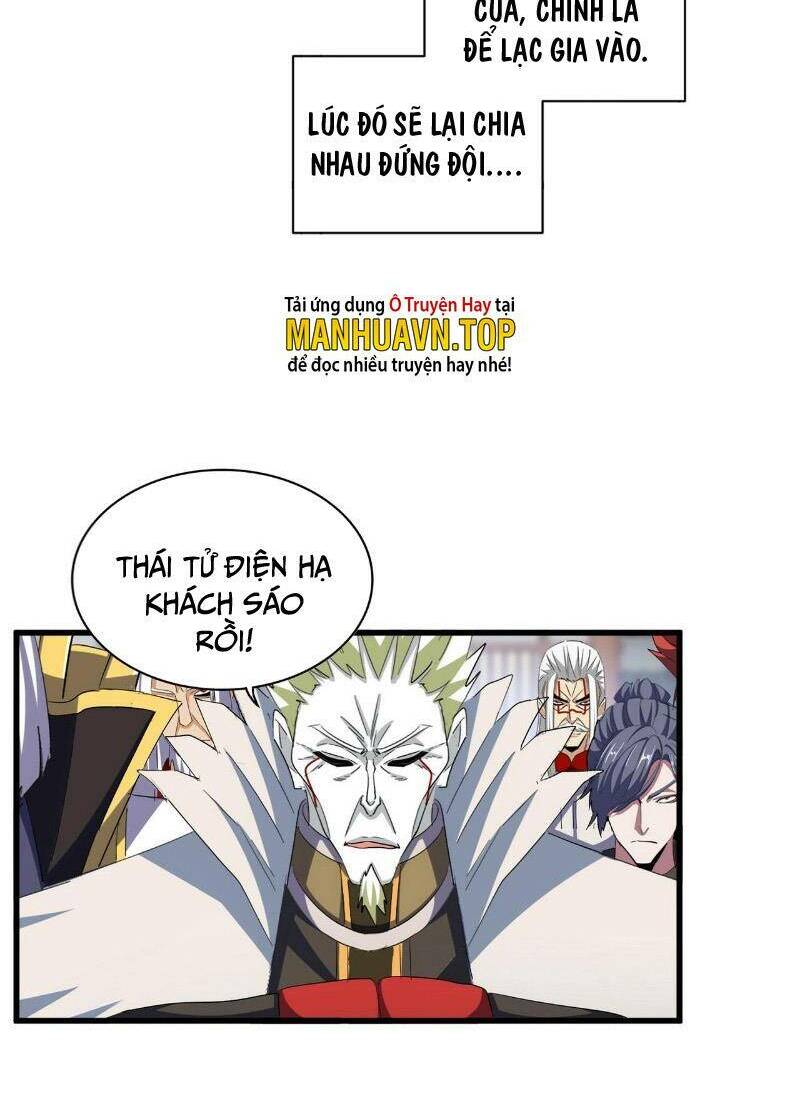 CỦA, CHÍNH LÀ
ĐỂ LẠC GIA VÀO.
LÚC ĐÓ SẼ LẠI CHIA
NHAU ĐỨNG ĐỘI....
Tải ứng dụng Ô Truyện Hay tại
MANHUAVN.TOP
để đọc nhiều truyện hay nhé!
THÁI TỬ ĐIỆN HẠ
KHÁCH SÁO
RỒI!